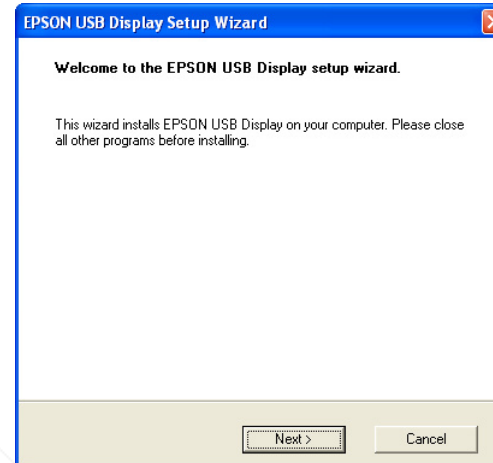 EPSON USB Display Setup Wizard
Welcome to the EPSON USB Display setup wizard.
This wizard installs EPSON USB Display on your computer. Please close
all other programs before installing.
Next >
Cancel